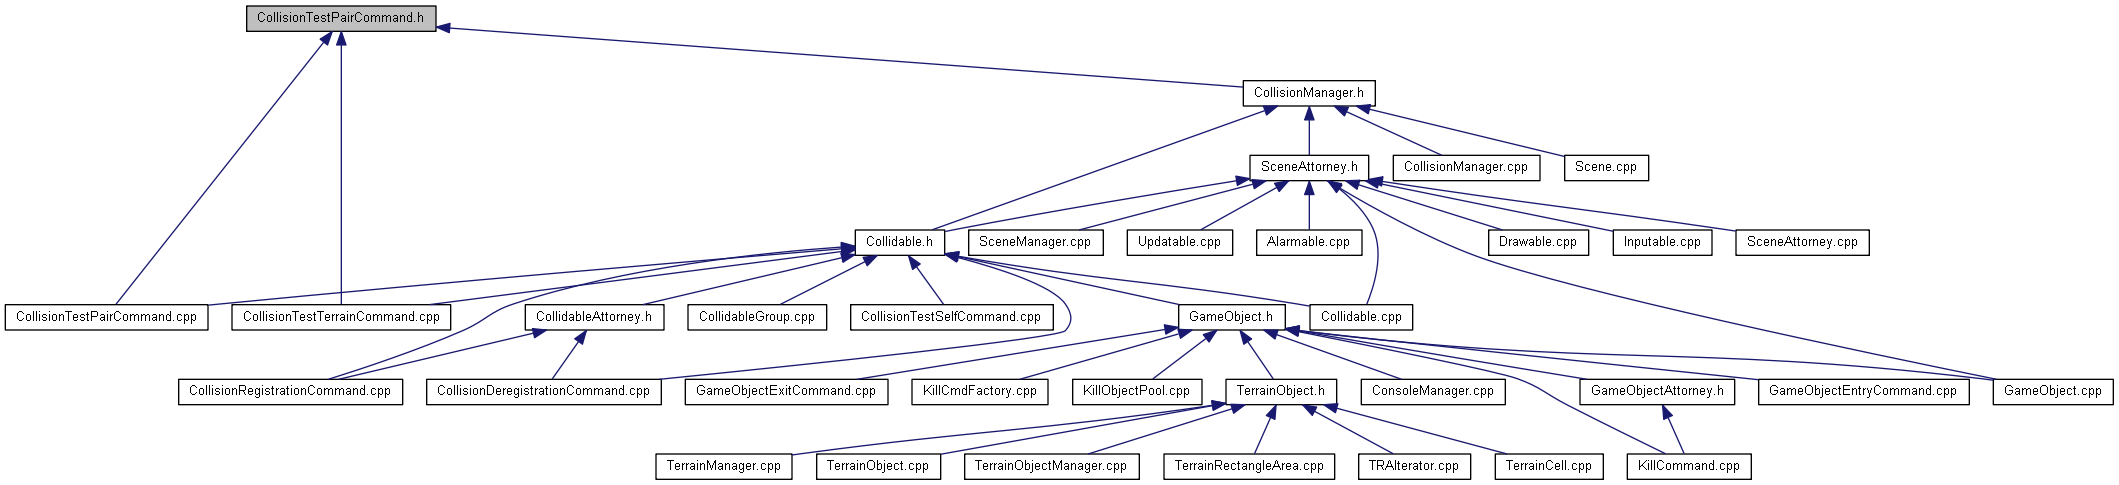 CollisionTestPairCommand.h
CollisionManager.h
SceneAttorney.h
CollisionManager.cpp
Scene.cpp
Collidable.h
SceneManager.cpp
Updatable.cpp
Alarmable.cpp
Drawable.cpp
Inputable.cpp
SceneAttorney.cpp
CollisionTestPairCommand.cpp
CollisionTestTerrainCommand.cpp
CollidableAttorney.h
CollidableGroup.cpp
CollisionTestSelfCommand.cpp
GameObject.h
Collidable.cpp
CollisionRegistrationCommand.cpp
CollisionDeregistrationCommand.cpp
GameObjectExitCommand.cpp
KillCmdFactory.cpp
KillObjectPool.cpp
TerrainObject.h
ConsoleManager.cpp
GameObjectAttorney.h
GameObjectEntryCommand.cpp
GameObject.cpp
TerrainManager.cpp
TerrainObject.cpp
TerrainObjectManager.cpp
TerrainRectangleArea.cpp
TRAIterator.cpp
TerrainCell.cpp
KillCommand.cpp